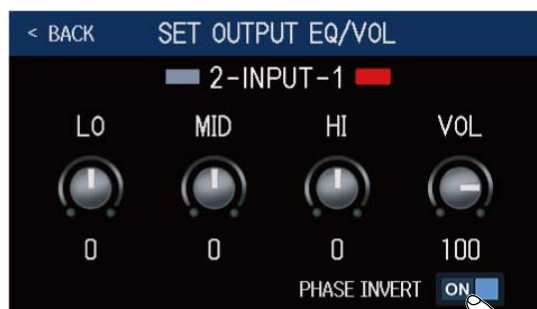 < BACK SET OUTPUT EQ/VOL
2-INPUT-1
LO MID HI VOL
0 0 0 100
PHASE INVERT ON